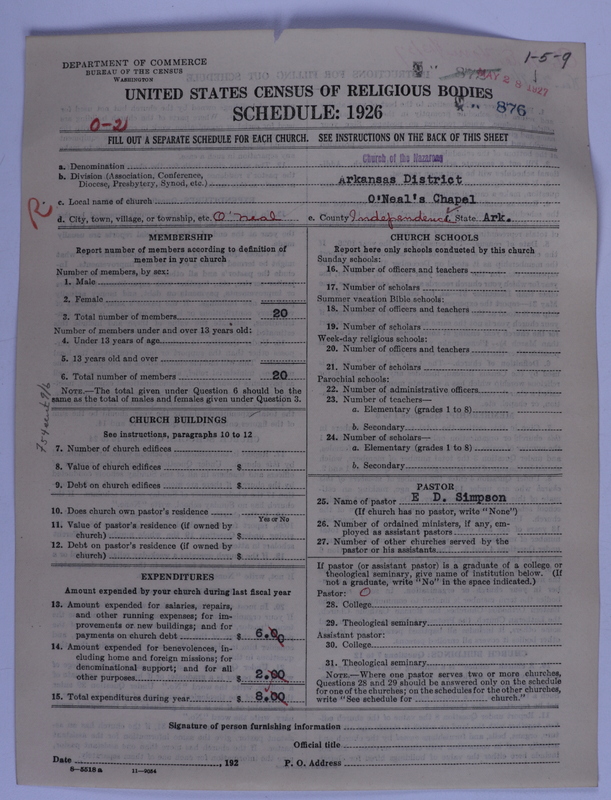 1-5-9
DEPARTMENT OF COMMERCE
BUREAU OF THE CENSUS
WASHINGTON
MAY 28 1927
UNITED STATES CENSUS OF RELIGIOUS BODIES
SCHEDULE: 1926
876
0-21
FILL OUT A SEPARATE SCHEDULE FOR EACH CHURCH. SEE INSTRUCTIONS ON THE BACK OF THIS SHEET
a. Denomination Church of the Nazarene
b. Division (Association, Conference,
Diocese, Presbytery, Synod, etc.) Arkansas District
c. Local name of church O'Neal's Chapel
R
d. City, town, village, or township, etc. O'Neal e. County Independence State Ark.
MEMBERSHIP
Report number of members according to definition of
member in your church
Number of members, by sex:
1. Male
2. Female
3. Total number of members 20
Number of members under and over 13 years old:
4. Under 13 years of age
5. 13 years old and over
6. Total number of members 20
NOTE.—The total given under Question 6 should be the
same as the total of males and females given under Question 3.
CHURCH BUILDINGS
See instructions, paragraphs 10 to 12
7. Number of church edifices
8. Value of church edifices $
9. Debt on church edifices $
10. Does church own pastor's residence
Yes or No
11. Value of pastor's residence (if owned by
church) $
12. Debt on pastor's residence (if owned by
church) $
EXPENDITURES
Amount expended by your church during last fiscal year
13. Amount expended for salaries, repairs,
and other running expenses; for im-
provements or new buildings; and for
payments on church debt $ 6.00
14. Amount expended for benevolences, in-
cluding home and foreign missions; for
denominational support; and for all
other purposes $ 2.00
15. Total expenditures during year $ 8.00
CHURCH SCHOOLS
Report here only schools conducted by this church
Sunday schools:
16. Number of officers and teachers
17. Number of scholars
Summer vacation Bible schools:
18. Number of officers and teachers
19. Number of scholars
Week-day religious schools:
20. Number of officers and teachers
21. Number of scholars
Parochial schools:
22. Number of administrative officers
23. Number of teachers—
a. Elementary (grades 1 to 8)
b. Secondary
24. Number of scholars—
a. Elementary (grades 1 to 8)
b. Secondary
PASTOR
25. Name of pastor E D. Simpson
(If church has no pastor, write "None")
26. Number of ordained ministers, if any, em-
ployed as assistant pastors
27. Number of other churches served by the
pastor or his assistants
If pastor (or assistant pastor) is a graduate of a college or
theological seminary, give name of institution below. (If
not a graduate, write "No" in the space indicated.)
Pastor: O
28. College
29. Theological seminary
Assistant pastor:
30. College
31. Theological seminary
NOTE.—Where one pastor serves two or more churches,
Questions 28 and 29 should be answered only on the schedule
for one of the churches; on the schedules for the other churches,
write "See schedule for church."
Signature of person furnishing information
Official title
Date , 192 P. O. Address
8-5518 a 11-9054